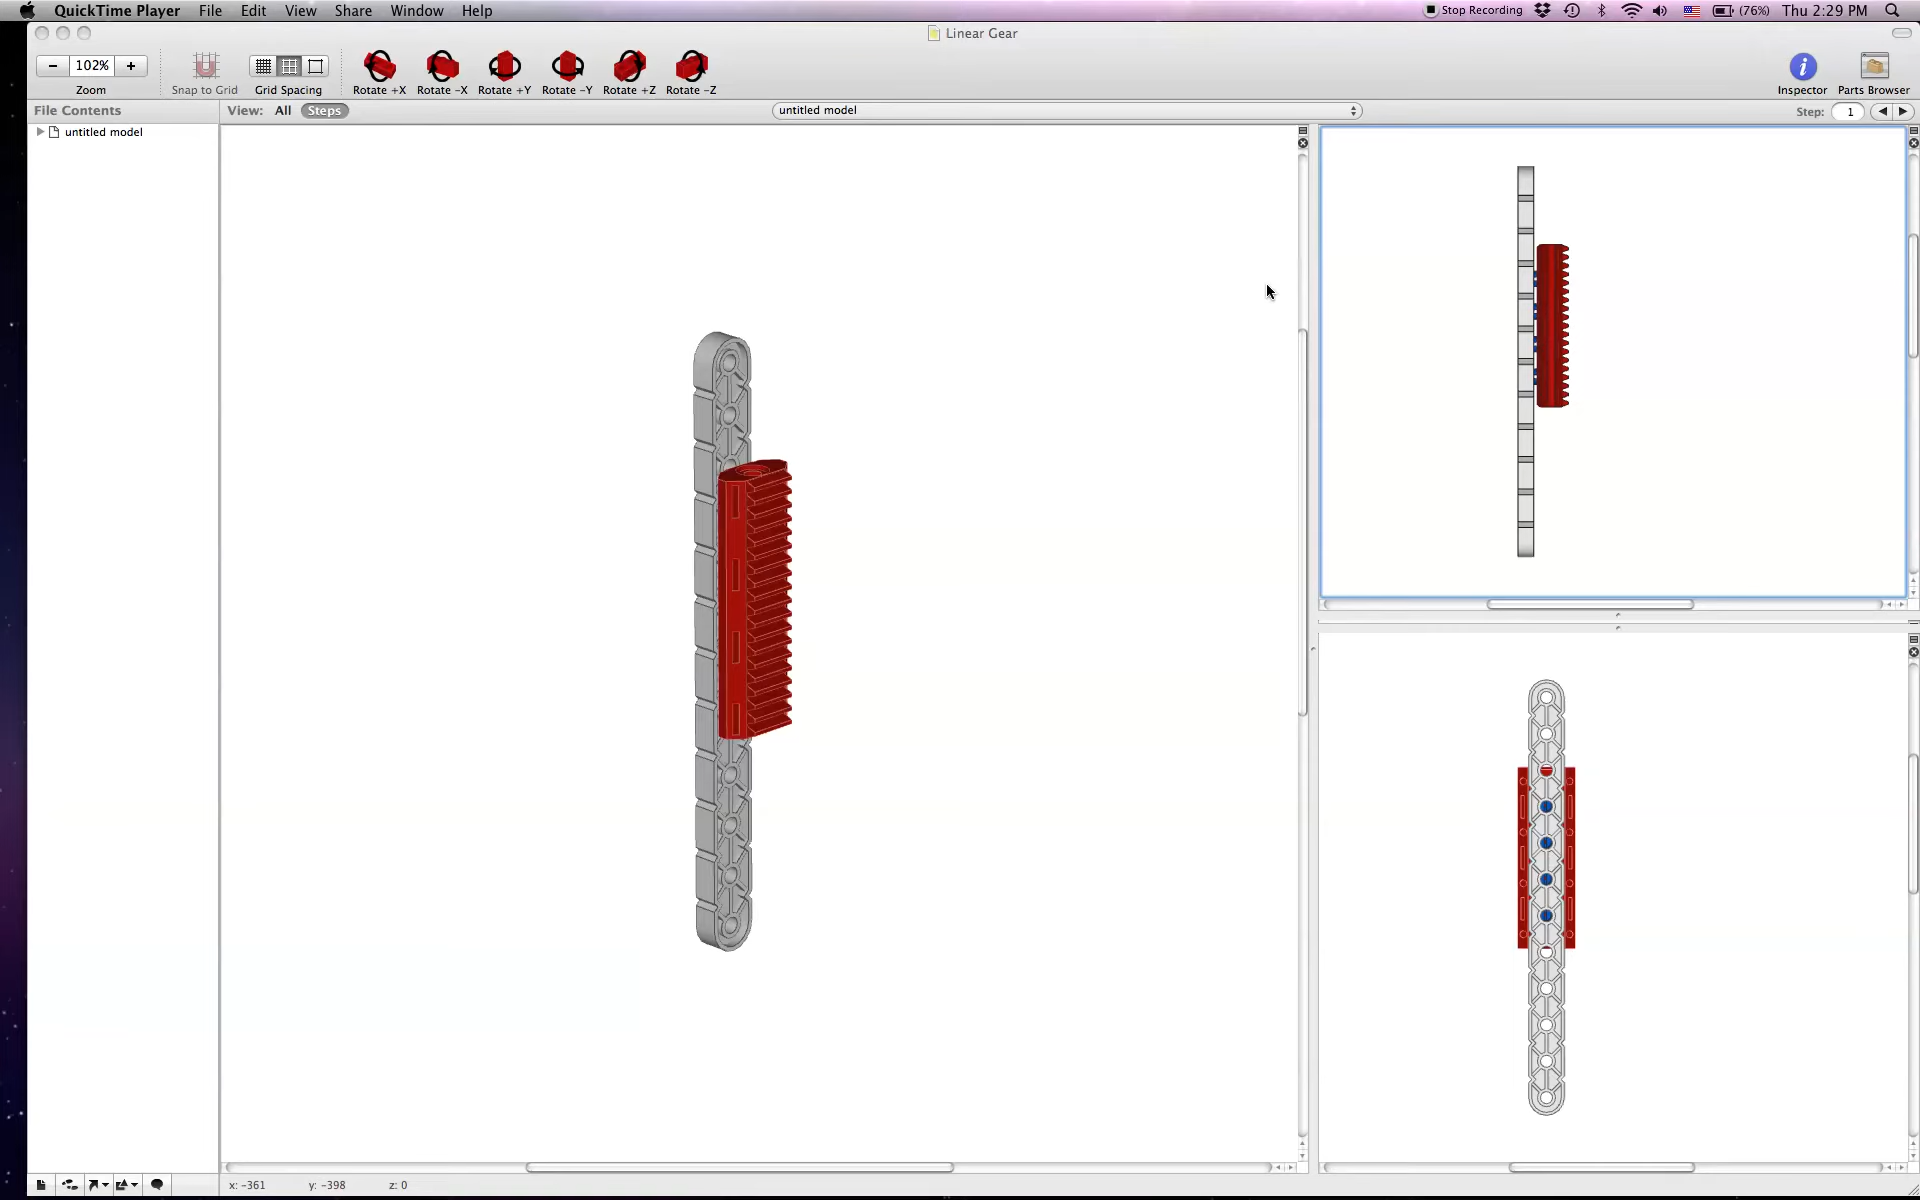 QuickTime Player File Edit View Share Window Help Stop Recording (76%) Thu 2:29 PM
Linear Gear
102%
Zoom Snap to Grid Grid Spacing Rotate +X Rotate -X Rotate +Y Rotate -Y Rotate +Z Rotate -Z Inspector Parts Browser
File Contents View: All Steps untitled model Step: 1
untitled model
x: -361 y: -398 z: 0